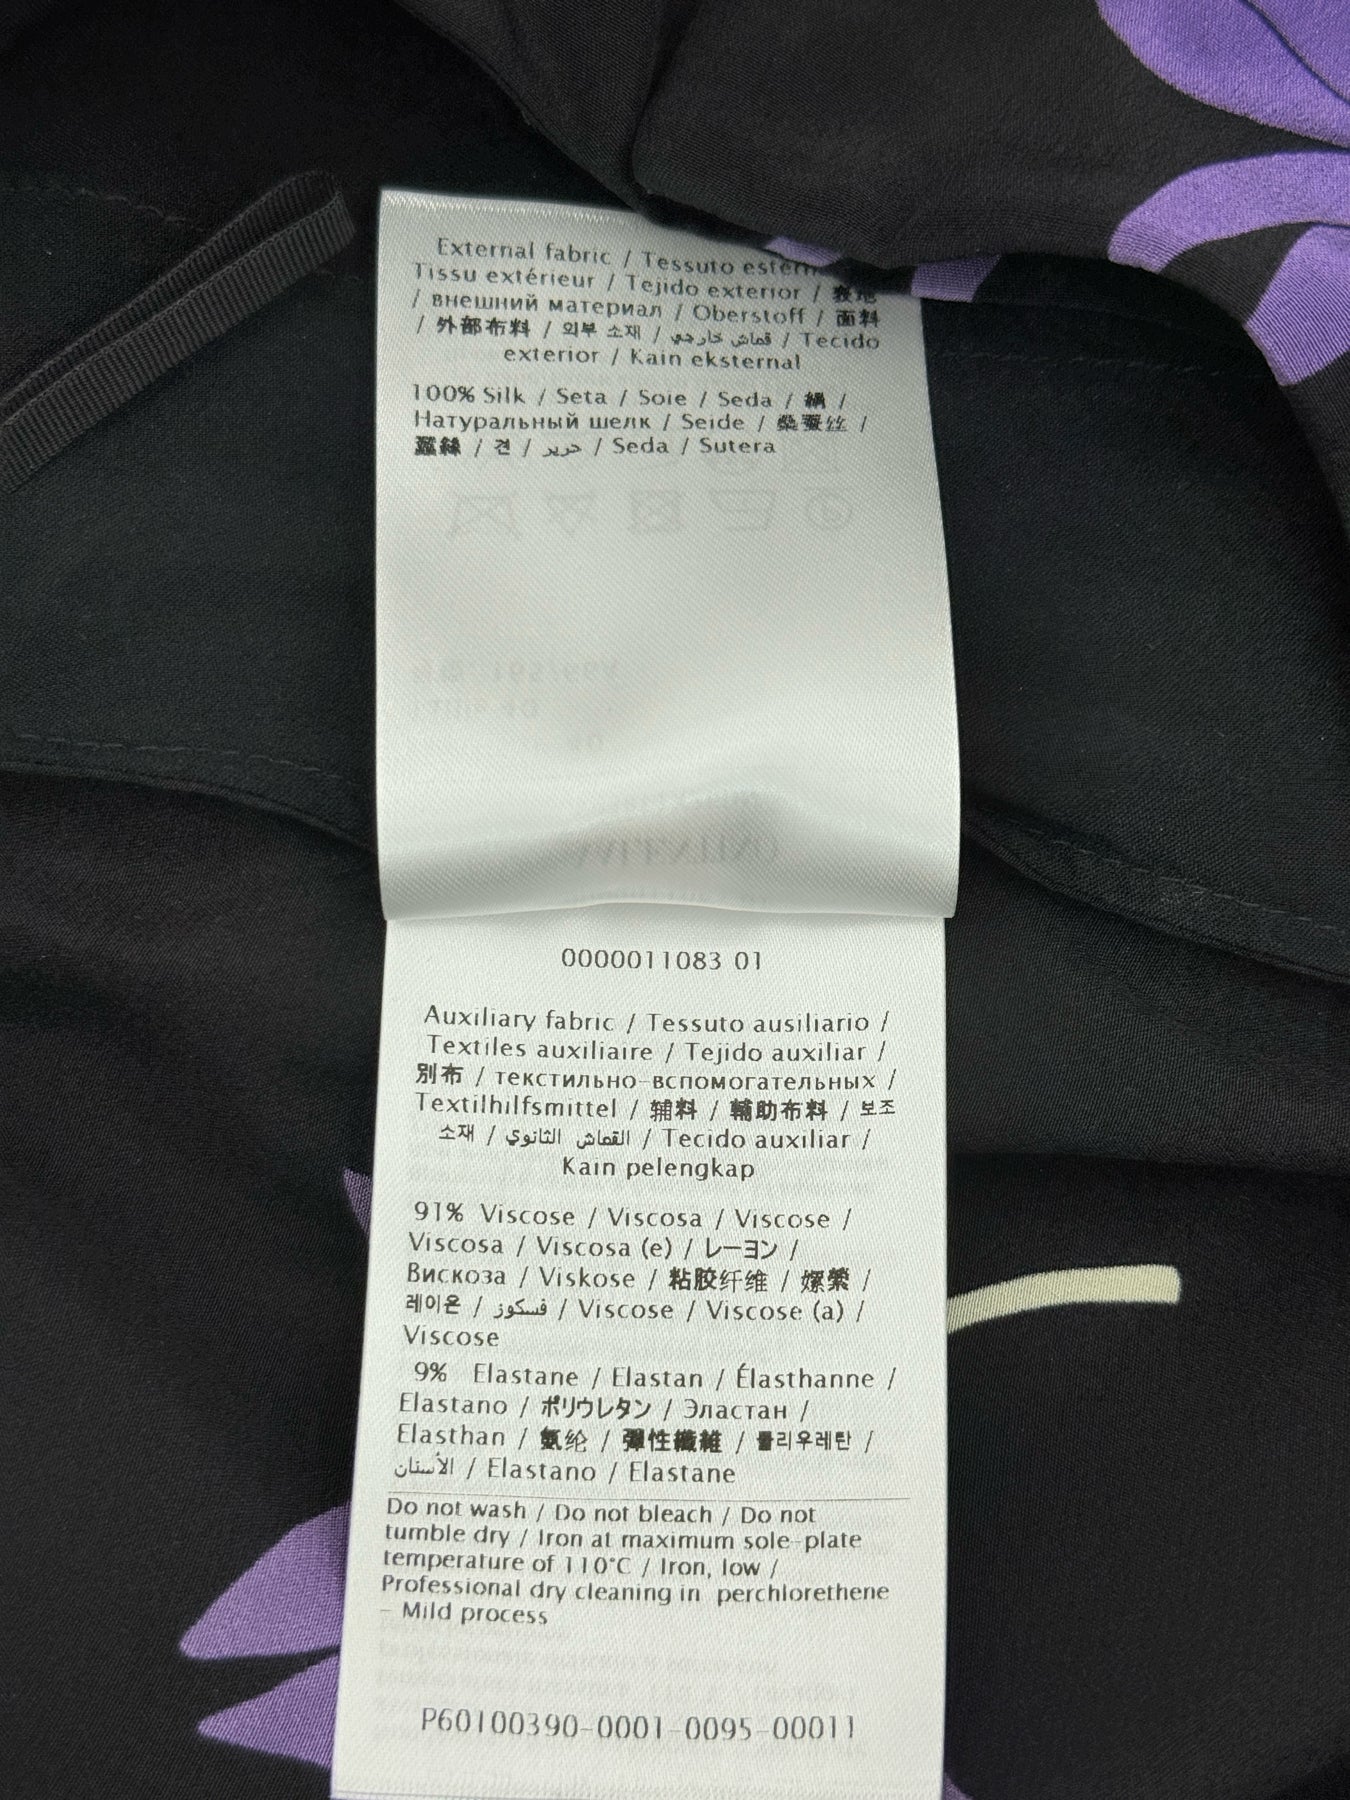 External fabric / Tessuto
Tissu extérieur / Tejido exterior / 表地
/ внешний материал / Oberstoff / 面料
/ 外部布料 / 외부 소재 / قماش خارجي / Tecido
exterior / Kain eksternal
100% Silk / Seta / Soie / Seda / 絹 /
Натуральный шелк / Seide / 桑蚕丝 /
蠶絲 / 견 / حرير / Seda / Sutera
0000011083 01
Auxiliary fabric / Tessuto ausiliario /
Textiles auxiliaire / Tejido auxiliar /
別布 / текстильно-вспомогательных /
Textilhilfsmittel / 辅料 / 輔助布料 / 보조
소재 / القماش الثانوي / Tecido auxiliar /
Kain pelengkap
91% Viscose / Viscosa / Viscose /
Viscosa / Viscosa (e) / レーヨン /
Вискоза / Viskose / 粘胶纤维 / 嫘縈 /
레이온 / فسكوز / Viscose / Viscose (a) /
Viscose
9% Elastane / Elastan / Élasthanne /
Elastano / ポリウレタン / Эластан /
Elasthan / 氨纶 / 彈性纖維 / 폴리우레탄 /
الأسنان / Elastano / Elastane
Do not wash / Do not bleach / Do not
tumble dry / Iron at maximum sole-plate
temperature of 110°C / Iron, low /
Professional dry cleaning in perchlorethene
- Mild process
P60100390-0001-0095-00011